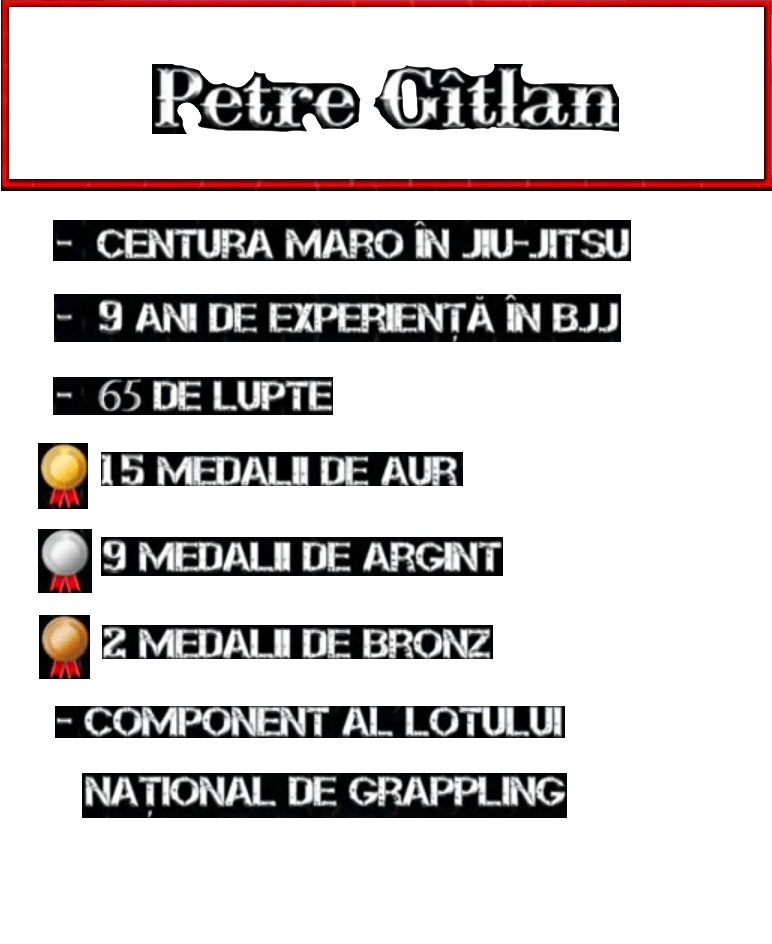 Petre Gîtlan
- CENTURA MARO ÎN JIU-JITSU
- 9 ANI DE EXPERIENȚĂ ÎN BJJ
- 65 DE LUPTE
15 MEDALII DE AUR
9 MEDALII DE ARGINT
2 MEDALII DE BRONZ
- COMPONENT AL LOTULUI
NAȚIONAL DE GRAPPLING